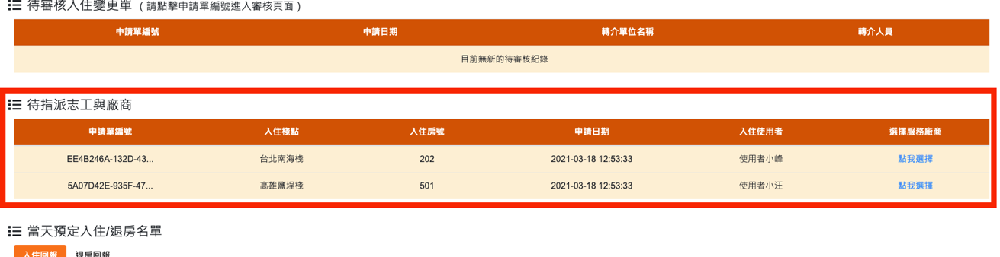 待審核入住變更單 (請點擊申請單編號進入審核頁面)
申請單編號 申請日期 轉介單位名稱 轉介人員
目前無新的待審核紀錄
待指派志工與廠商
申請單編號 入住棧點 入住房號 申請日期 入住使用者 選擇服務廠商
EE4B246A-132D-43... 台北南海棧 202 2021-03-18 12:53:33 使用者小峰 點我選擇
5A07D42E-935F-47... 高雄鹽埕棧 501 2021-03-18 12:53:33 使用者小汪 點我選擇
當天預定入住/退房名單
入住回報 退房回報